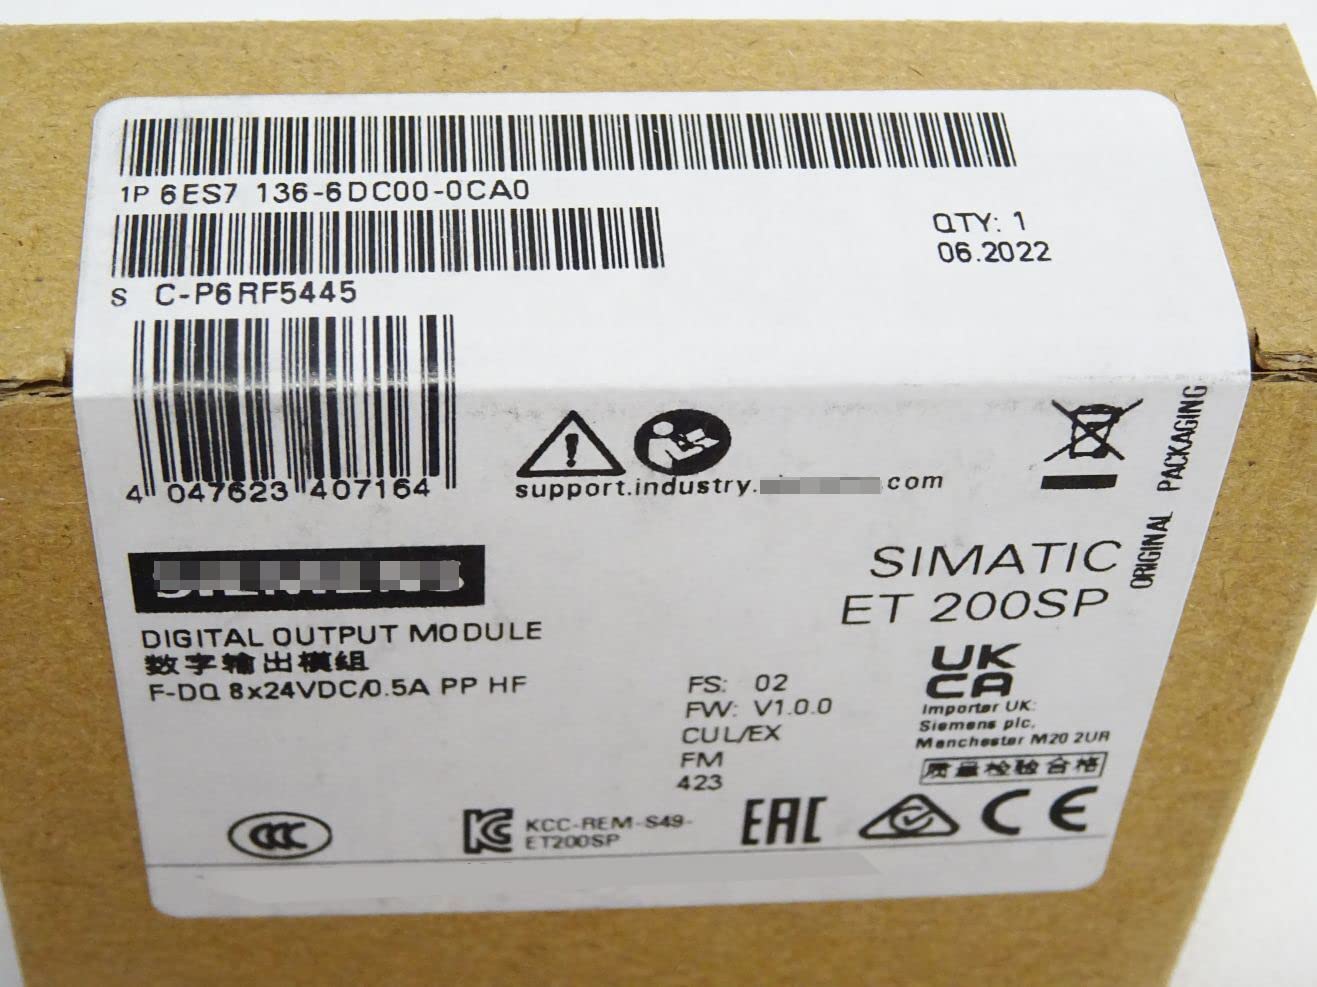 1P 6ES7 136-6DC00-0CA0
QTY: 1
06.2022
S C-P6RF5445
4 047623 407164
support.industry. .com
ORIGINAL PACKAGING
SIMATIC
ET 200SP
DIGITAL OUTPUT MODULE
数字输出模组
F-DQ 8x24VDC/0.5A PP HF
FS: 02
FW: V1.0.0
CUL/EX
FM
423
UK
CA
Importer UK:
Siemens plc,
Manchester M20 2UR
质量检验合格
CCC
KC
KCC-REM-S49-
ET200SP
EAC
CE